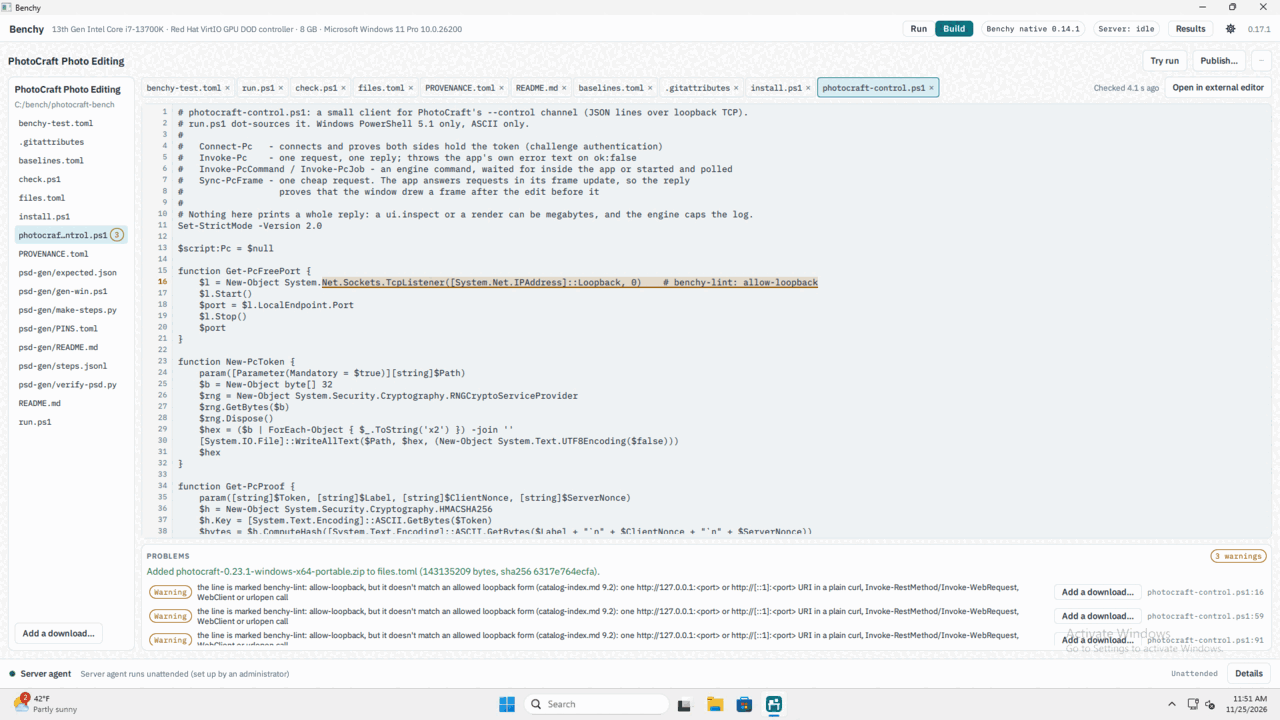 Benchy
Benchy 13th Gen Intel Core i7-13700K · Red Hat VirtIO GPU DOD controller · 8 GB · Microsoft Windows 11 Pro 10.0.26200 Run Build Benchy native 0.14.1 Server: idle Results 0.17.1
PhotoCraft Photo Editing Try run Publish...
PhotoCraft Photo Editing
C:/bench/photocraft-bench
benchy-test.toml
.gitattributes
baselines.toml
check.ps1
files.toml
install.ps1
photocraf…ntrol.ps1 3
PROVENANCE.toml
psd-gen/expected.json
psd-gen/gen-win.ps1
psd-gen/make-steps.py
psd-gen/PINS.toml
psd-gen/README.md
psd-gen/steps.jsonl
psd-gen/verify-psd.py
README.md
run.ps1
Add a download...
benchy-test.toml × run.ps1 × check.ps1 × files.toml × PROVENANCE.toml × README.md × baselines.toml × .gitattributes × install.ps1 × photocraft-control.ps1 × Checked 4.1 s ago Open in external editor
1 # photocraft-control.ps1: a small client for PhotoCraft's --control channel (JSON lines over loopback TCP).
2 # run.ps1 dot-sources it. Windows PowerShell 5.1 only, ASCII only.
3 #
4 #   Connect-Pc   - connects and proves both sides hold the token (challenge authentication)
5 #   Invoke-Pc    - one request, one reply; throws the app's own error text on ok:false
6 #   Invoke-PcCommand / Invoke-PcJob - an engine command, waited for inside the app or started and polled
7 #   Sync-PcFrame - one cheap request. The app answers requests in its frame update, so the reply
8 #                  proves that the window drew a frame after the edit before it
9 #
10 # Nothing here prints a whole reply: a ui.inspect or a render can be megabytes, and the engine caps the log.
11 Set-StrictMode -Version 2.0
12
13 $script:Pc = $null
14
15 function Get-PcFreePort {
16     $l = New-Object System.Net.Sockets.TcpListener([System.Net.IPAddress]::Loopback, 0)    # benchy-lint: allow-loopback
17     $l.Start()
18     $port = $l.LocalEndpoint.Port
19     $l.Stop()
20     $port
21 }
22
23 function New-PcToken {
24     param([Parameter(Mandatory = $true)][string]$Path)
25     $b = New-Object byte[] 32
26     $rng = New-Object System.Security.Cryptography.RNGCryptoServiceProvider
27     $rng.GetBytes($b)
28     $rng.Dispose()
29     $hex = ($b | ForEach-Object { $_.ToString('x2') }) -join ''
30     [System.IO.File]::WriteAllText($Path, $hex, (New-Object System.Text.UTF8Encoding($false)))
31     $hex
32 }
33
34 function Get-PcProof {
35     param([string]$Token, [string]$Label, [string]$ClientNonce, [string]$ServerNonce)
36     $h = New-Object System.Security.Cryptography.HMACSHA256
37     $h.Key = [System.Text.Encoding]::ASCII.GetBytes($Token)
38     $bytes = $h.ComputeHash([System.Text.Encoding]::ASCII.GetBytes($Label + "`n" + $ClientNonce + "`n" + $ServerNonce))
PROBLEMS 3 warnings
Added photocraft-0.23.1-windows-x64-portable.zip to files.toml (143135209 bytes, sha256 6317e764ecfa).
Warning the line is marked benchy-lint: allow-loopback, but it doesn't match an allowed loopback form (catalog-index.md 9.2): one http://127.0.0.1:<port> or http://[::1]:<port> URI in a plain curl, Invoke-RestMethod/Invoke-WebRequest,
WebClient or urlopen call Add a download... photocraft-control.ps1:16
Warning the line is marked benchy-lint: allow-loopback, but it doesn't match an allowed loopback form (catalog-index.md 9.2): one http://127.0.0.1:<port> or http://[::1]:<port> URI in a plain curl, Invoke-RestMethod/Invoke-WebRequest,
WebClient or urlopen call Add a download... photocraft-control.ps1:59
Warning the line is marked benchy-lint: allow-loopback, but it doesn't match an allowed loopback form (catalog-index.md 9.2): one http://127.0.0.1:<port> or http://[::1]:<port> URI in a plain curl, Invoke-RestMethod/Invoke-WebRequest,
WebClient or urlopen call Add a download... photocraft-control.ps1:91
Activate Windows
Go to Settings to activate Windows.
Server agent Server agent runs unattended (set up by an administrator) Unattended Details
2 42°F
Partly sunny
Search
11:51 AM
11/25/2026